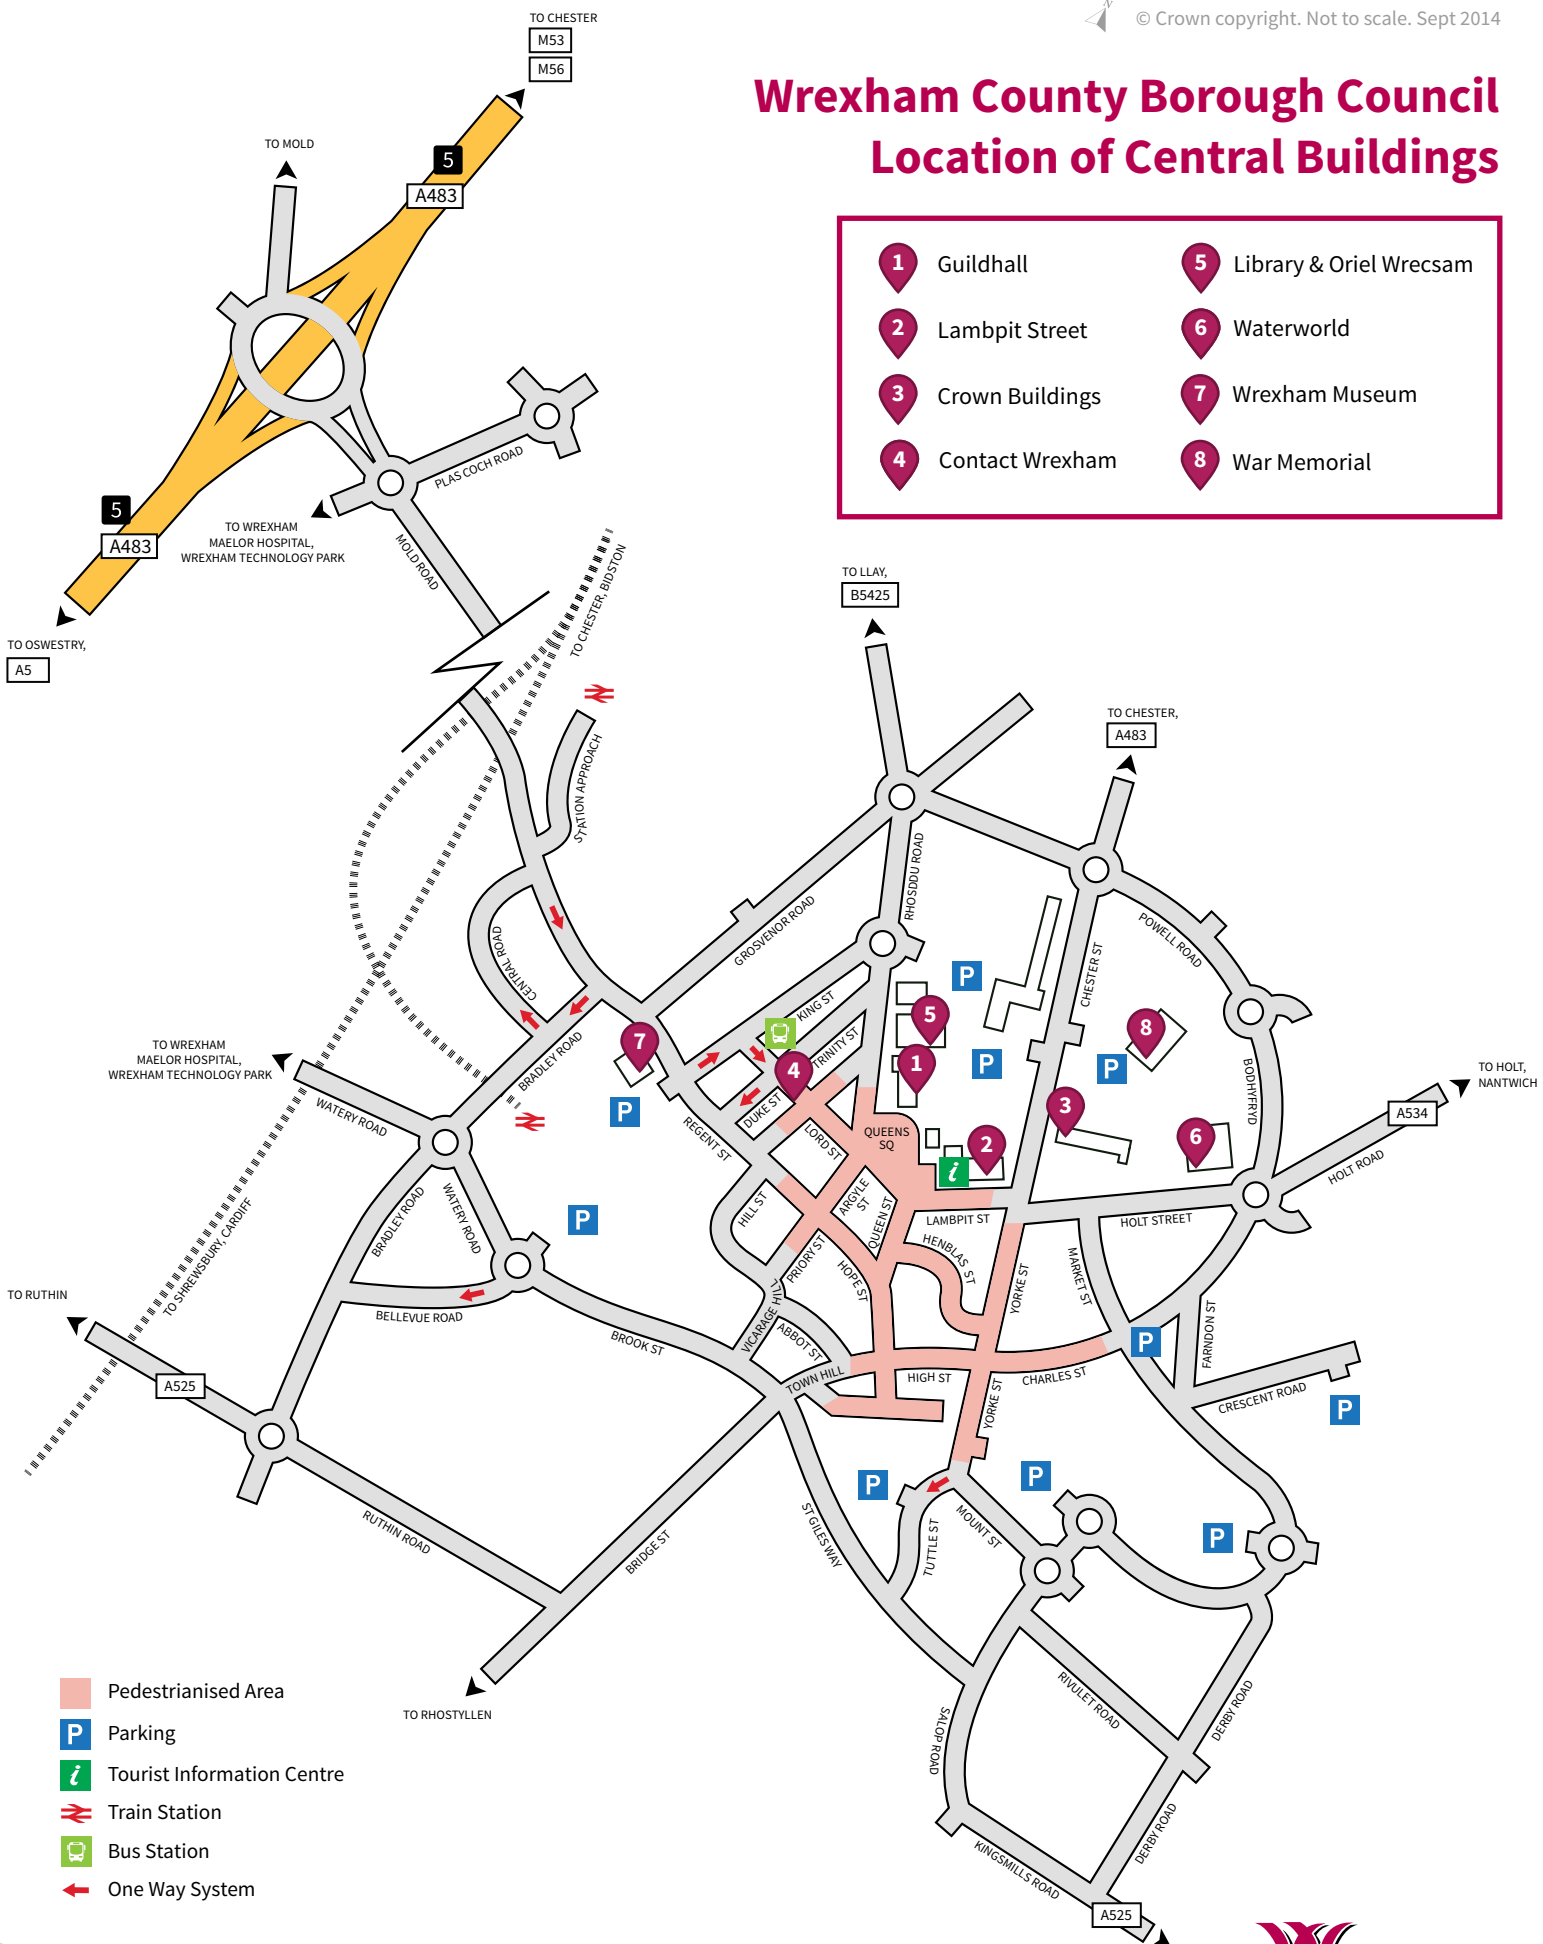 N
© Crown copyright. Not to scale. Sept 2014
Wrexham County Borough Council
Location of Central Buildings
1 Guildhall
2 Lambpit Street
3 Crown Buildings
4 Contact Wrexham
5 Library & Oriel Wrecsam
6 Waterworld
7 Wrexham Museum
8 War Memorial
TO CHESTER
M53
M56
5
A483
TO MOLD
PLAS COCH ROAD
5
A483
TO WREXHAM
MAELOR HOSPITAL,
WREXHAM TECHNOLOGY PARK
MOLD ROAD
TO OSWESTRY,
A5
TO CHESTER, BIDSTON
TO LLAY,
B5425
STATION APPROACH
TO CHESTER,
A483
RHOSDDU ROAD
GROSVENOR ROAD
CENTRAL ROAD
POWELL ROAD
CHESTER ST
P
KING ST
TRINITY ST
5
8
7
4
1
P
P
BRADLEY ROAD
TO WREXHAM
MAELOR HOSPITAL,
WREXHAM TECHNOLOGY PARK
WATERY ROAD
P
DUKE ST
3
BODHYFRYD
TO HOLT,
NANTWICH
A534
REGENT ST
LORD ST
QUEENS
SQ
2
i
6
HOLT ROAD
BRADLEY ROAD
WATERY ROAD
P
HILL ST
ARGYLE
ST
QUEEN ST
LAMBPIT ST
HOLT STREET
TO SHREWSBURY, CARDIFF
PRIORY ST
HOPE ST
HENBLAS ST
YORKE ST
MARKET ST
TO RUTHIN
BELLEVUE ROAD
BROOK ST
VICARAGE HILL
ABBOT ST
P
FARNDON ST
A525
TOWN HILL
HIGH ST
CHARLES ST
YORKE ST
CRESCENT ROAD
P
RUTHIN ROAD
BRIDGE ST
ST GILES WAY
P
TUTTLE ST
MOUNT ST
P
P
TO RHOSTYLLEN
RIVULET ROAD
DERBY ROAD
SALOP ROAD
DERBY ROAD
KINGSMILLS ROAD
A525
Pedestrianised Area
P Parking
i Tourist Information Centre
Train Station
Bus Station
One Way System